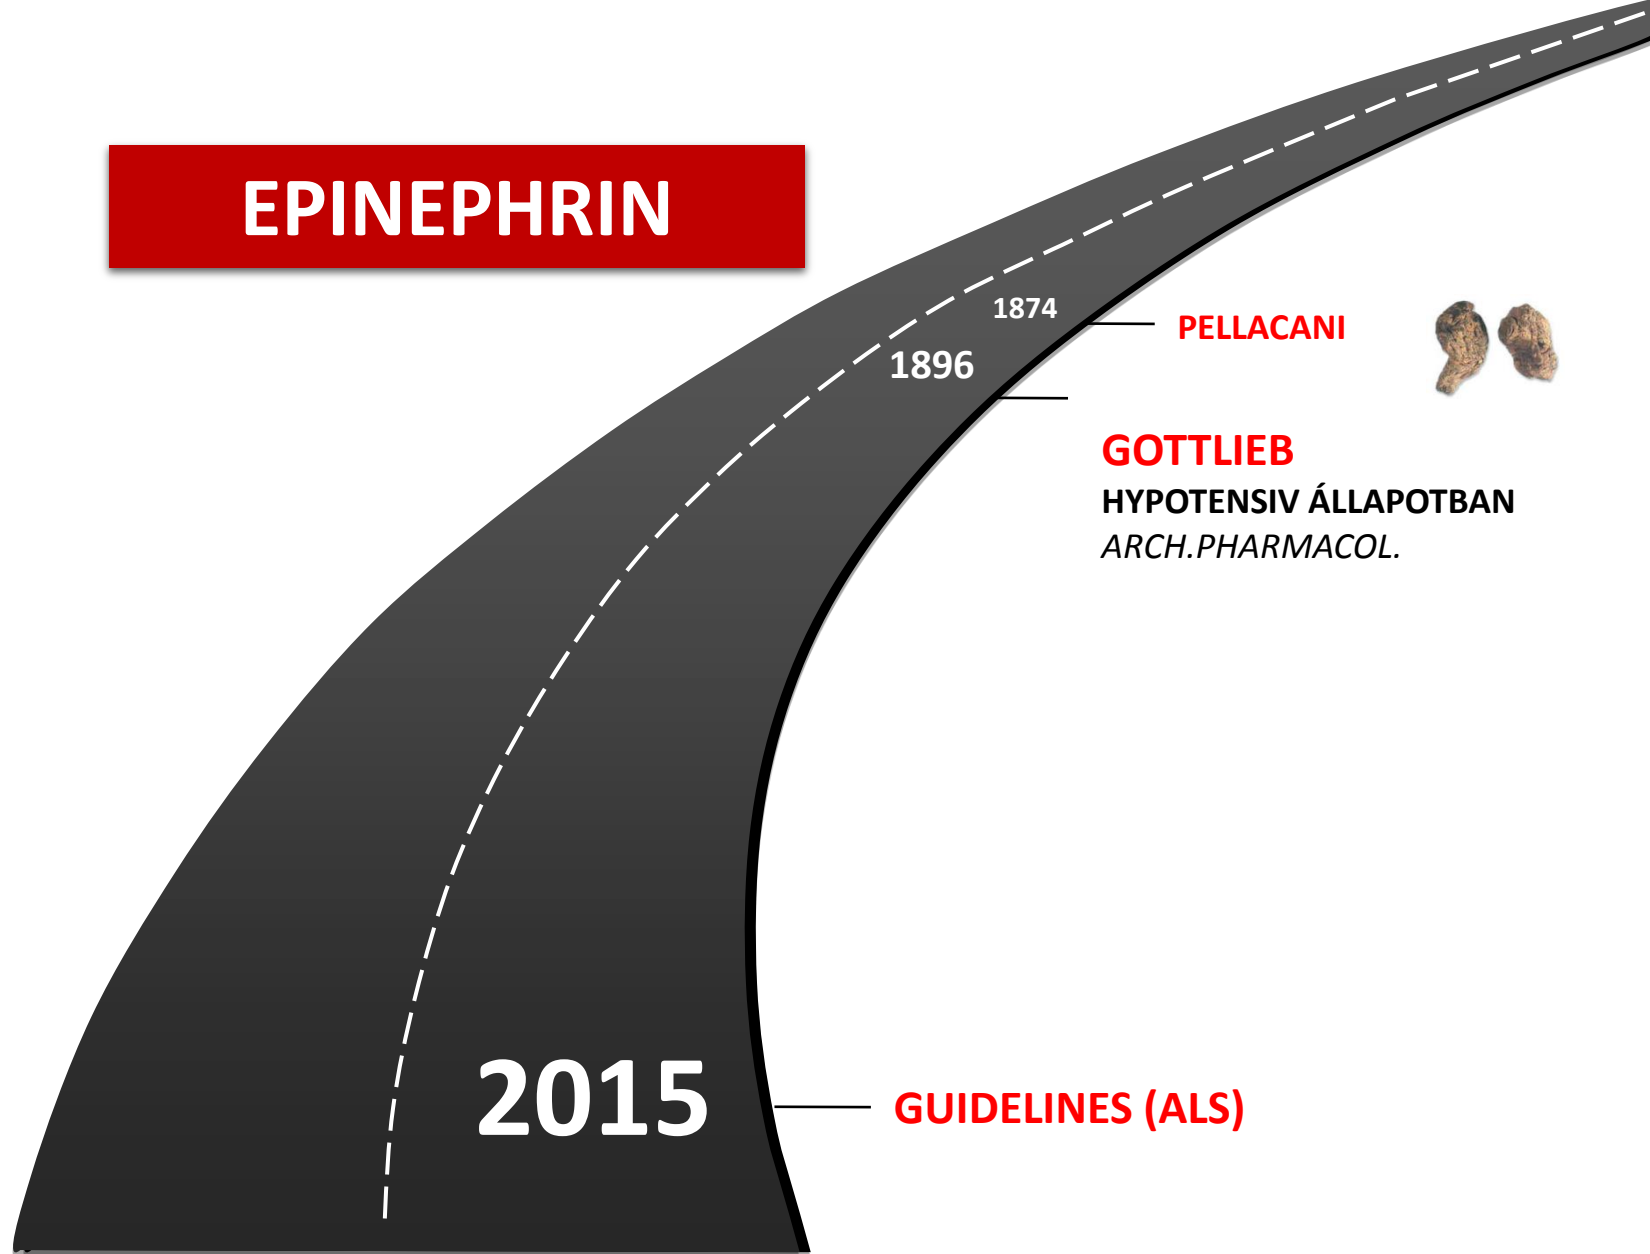 EPINEPHRIN
1874
PELLACANI
1896
GOTTLIEB
HYPOTENSIV ÁLLAPOTBAN
ARCH.PHARMACOL.
2015
GUIDELINES (ALS)